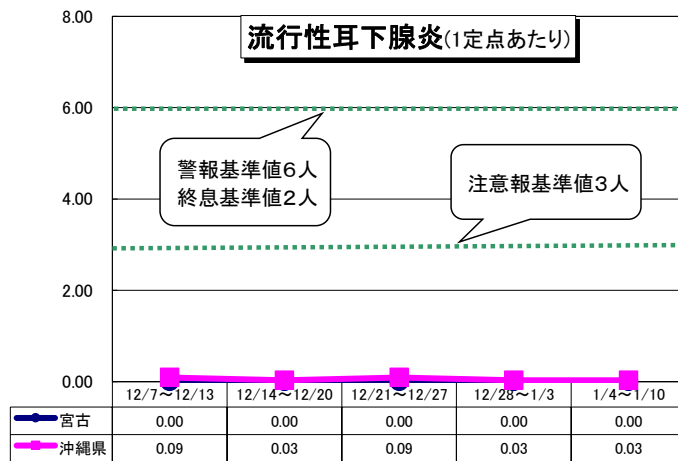 流行性耳下腺炎(1定点あたり)
8.00
6.00
警報基準値6人
終息基準値2人
注意報基準値3人
4.00
2.00
0.00
12/7～12/13 12/14～12/20 12/21～12/27 12/28～1/3 1/4～1/10
宮古 0.00 0.00 0.00 0.00 0.00
沖縄県 0.09 0.03 0.09 0.03 0.03